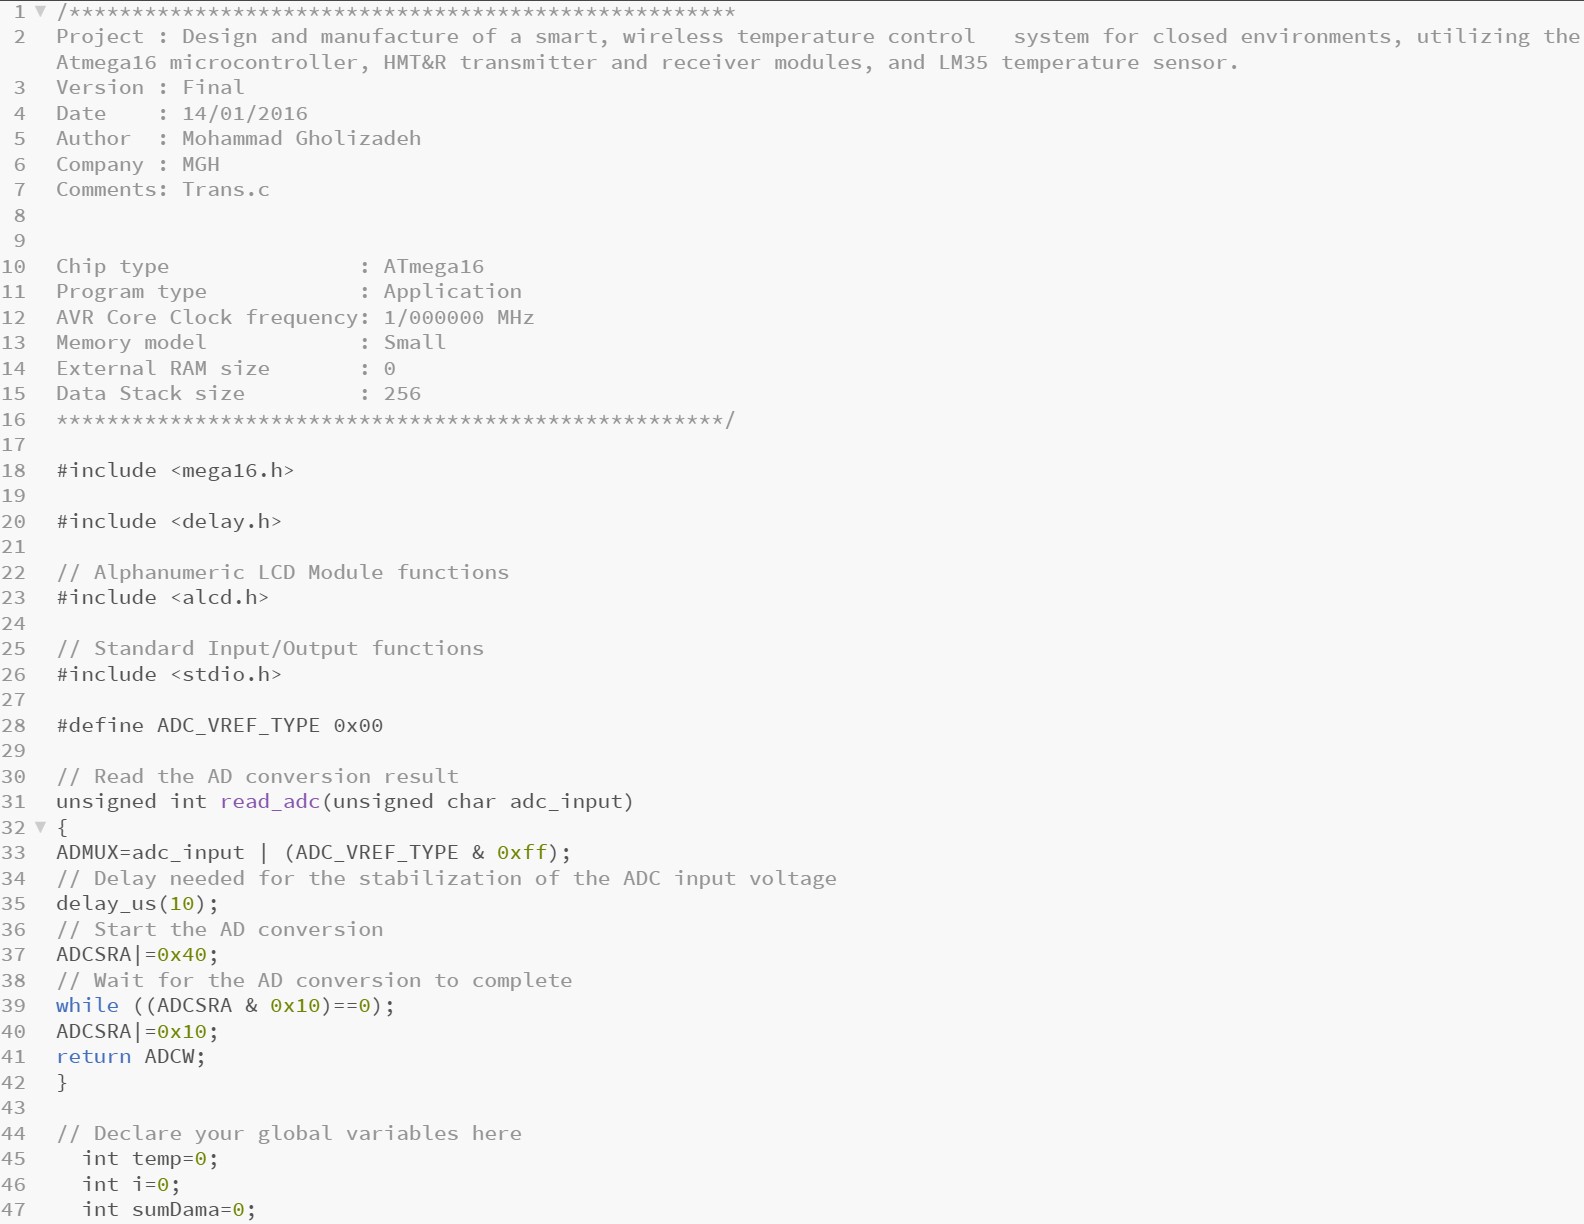 1 /*****************************************************
2 Project : Design and manufacture of a smart, wireless temperature control   system for closed environments, utilizing the
Atmega16 microcontroller, HMT&R transmitter and receiver modules, and LM35 temperature sensor.
3 Version : Final
4 Date    : 14/01/2016
5 Author  : Mohammad Gholizadeh
6 Company : MGH
7 Comments: Trans.c
8
9
10 Chip type               : ATmega16
11 Program type            : Application
12 AVR Core Clock frequency: 1/000000 MHz
13 Memory model            : Small
14 External RAM size       : 0
15 Data Stack size         : 256
16 *****************************************************/
17
18 #include <mega16.h>
19
20 #include <delay.h>
21
22 // Alphanumeric LCD Module functions
23 #include <alcd.h>
24
25 // Standard Input/Output functions
26 #include <stdio.h>
27
28 #define ADC_VREF_TYPE 0x00
29
30 // Read the AD conversion result
31 unsigned int read_adc(unsigned char adc_input)
32 {
33 ADMUX=adc_input | (ADC_VREF_TYPE & 0xff);
34 // Delay needed for the stabilization of the ADC input voltage
35 delay_us(10);
36 // Start the AD conversion
37 ADCSRA|=0x40;
38 // Wait for the AD conversion to complete
39 while ((ADCSRA & 0x10)==0);
40 ADCSRA|=0x10;
41 return ADCW;
42 }
43
44 // Declare your global variables here
45   int temp=0;
46   int i=0;
47   int sumDama=0;